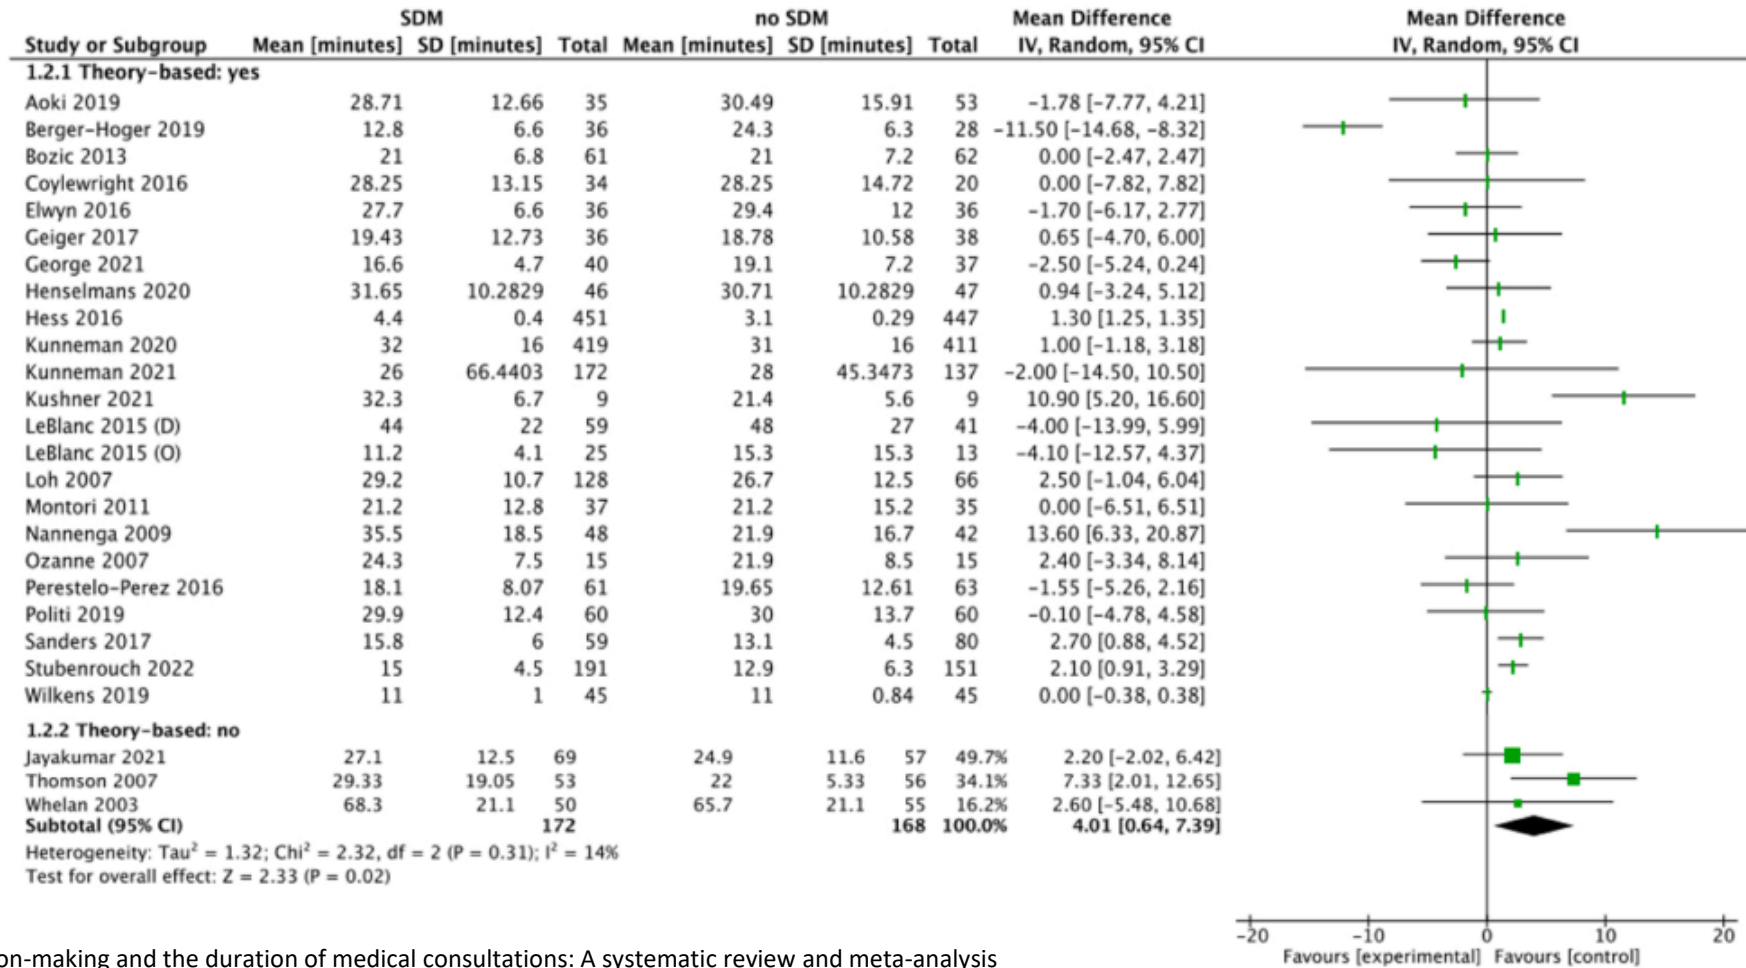 SDM no SDM Mean Difference Mean Difference
Study or Subgroup Mean [minutes] SD [minutes] Total Mean [minutes] SD [minutes] Total IV, Random, 95% CI IV, Random, 95% CI
1.2.1 Theory-based: yes
Aoki 2019 28.71 12.66 35 30.49 15.91 53 -1.78 [-7.77, 4.21]
Berger-Hoger 2019 12.8 6.6 36 24.3 6.3 28 -11.50 [-14.68, -8.32]
Bozic 2013 21 6.8 61 21 7.2 62 0.00 [-2.47, 2.47]
Coylewright 2016 28.25 13.15 34 28.25 14.72 20 0.00 [-7.82, 7.82]
Elwyn 2016 27.7 6.6 36 29.4 12 36 -1.70 [-6.17, 2.77]
Geiger 2017 19.43 12.73 36 18.78 10.58 38 0.65 [-4.70, 6.00]
George 2021 16.6 4.7 40 19.1 7.2 37 -2.50 [-5.24, 0.24]
Henselmans 2020 31.65 10.2829 46 30.71 10.2829 47 0.94 [-3.24, 5.12]
Hess 2016 4.4 0.4 451 3.1 0.29 447 1.30 [1.25, 1.35]
Kunneman 2020 32 16 419 31 16 411 1.00 [-1.18, 3.18]
Kunneman 2021 26 66.4403 172 28 45.3473 137 -2.00 [-14.50, 10.50]
Kushner 2021 32.3 6.7 9 21.4 5.6 9 10.90 [5.20, 16.60]
LeBlanc 2015 (D) 44 22 59 48 27 41 -4.00 [-13.99, 5.99]
LeBlanc 2015 (O) 11.2 4.1 25 15.3 15.3 13 -4.10 [-12.57, 4.37]
Loh 2007 29.2 10.7 128 26.7 12.5 66 2.50 [-1.04, 6.04]
Montori 2011 21.2 12.8 37 21.2 15.2 35 0.00 [-6.51, 6.51]
Nannenga 2009 35.5 18.5 48 21.9 16.7 42 13.60 [6.33, 20.87]
Ozanne 2007 24.3 7.5 15 21.9 8.5 15 2.40 [-3.34, 8.14]
Perestelo-Perez 2016 18.1 8.07 61 19.65 12.61 63 -1.55 [-5.26, 2.16]
Politi 2019 29.9 12.4 60 30 13.7 60 -0.10 [-4.78, 4.58]
Sanders 2017 15.8 6 59 13.1 4.5 80 2.70 [0.88, 4.52]
Stubenrouch 2022 15 4.5 191 12.9 6.3 151 2.10 [0.91, 3.29]
Wilkens 2019 11 1 45 11 0.84 45 0.00 [-0.38, 0.38]
1.2.2 Theory-based: no
Jayakumar 2021 27.1 12.5 69 24.9 11.6 57 49.7% 2.20 [-2.02, 6.42]
Thomson 2007 29.33 19.05 53 22 5.33 56 34.1% 7.33 [2.01, 12.65]
Whelan 2003 68.3 21.1 50 65.7 21.1 55 16.2% 2.60 [-5.48, 10.68]
Subtotal (95% CI) 172 168 100.0% 4.01 [0.64, 7.39]
Heterogeneity: Tau² = 1.32; Chi² = 2.32, df = 2 (P = 0.31); I² = 14%
Test for overall effect: Z = 2.33 (P = 0.02)
-20 -10 0 10 20
Favours [experimental] Favours [control]
on-making and the duration of medical consultations: A systematic review and meta-analysis